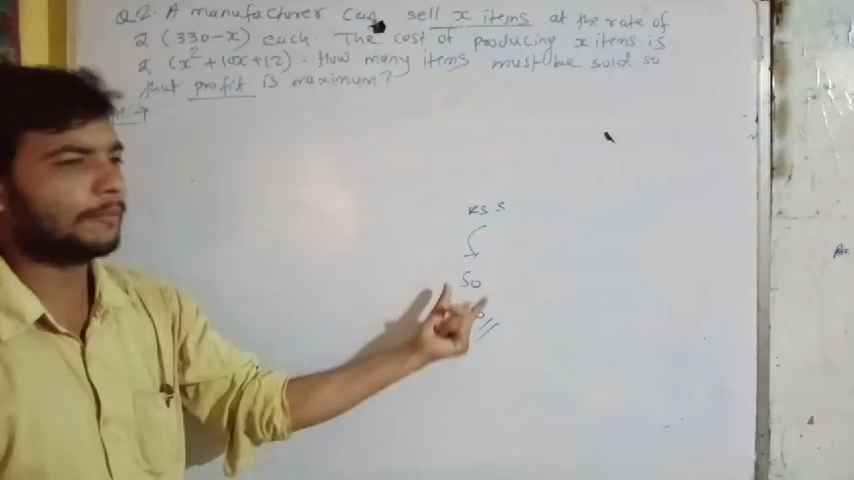 Q2. A manufacturer can sell x items at the rate of
₹ (330-x) each. The cost of producing x items is
₹ (x² + 10x + 12). How many items must be sold so
that profit is maximum?
RS 5
50